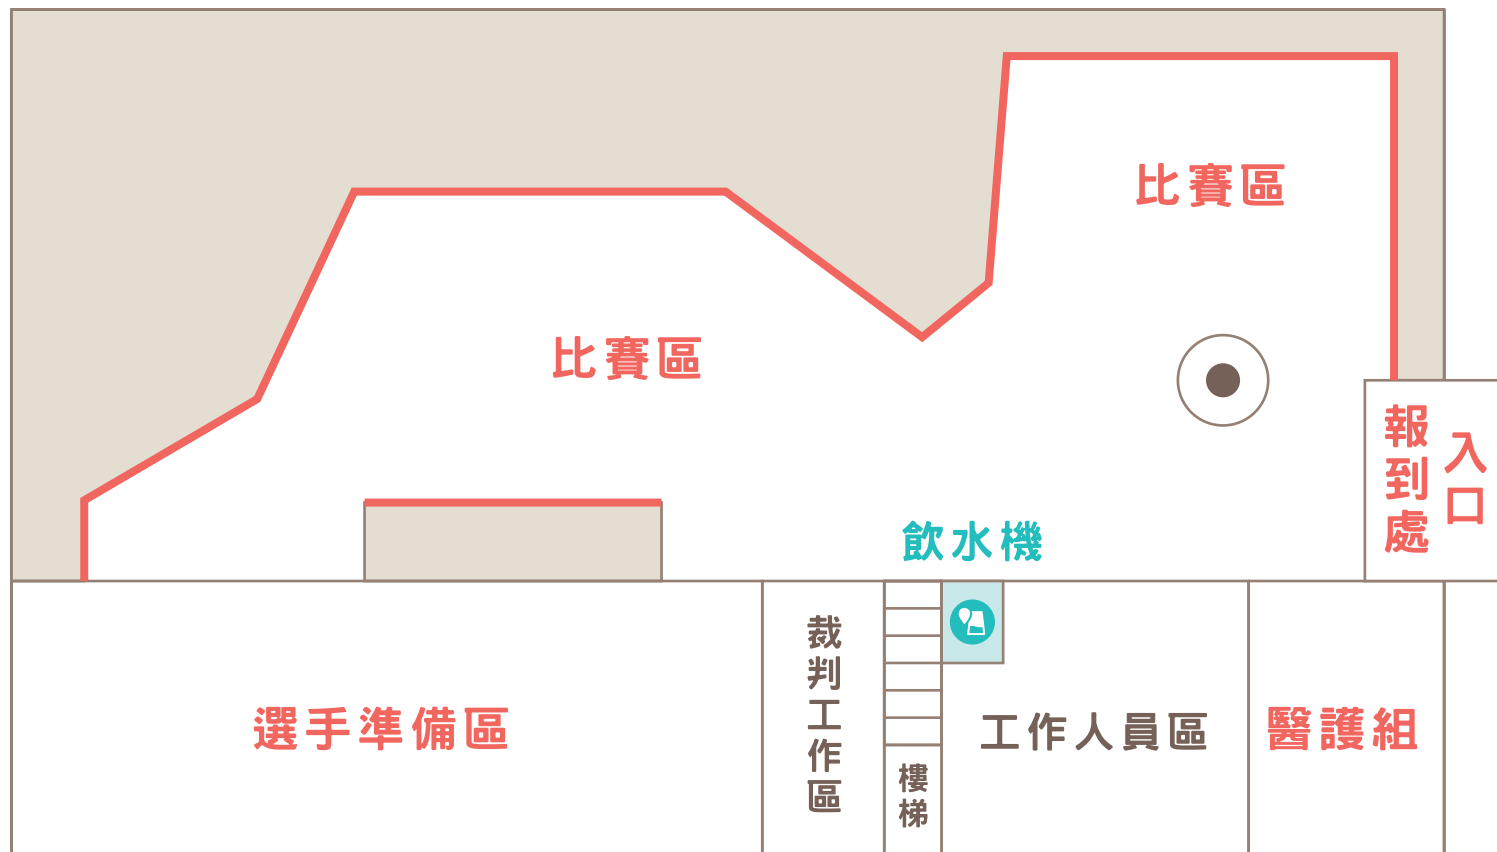 比賽區
比賽區
報到處
入口
飲水機
選手準備區
裁判工作區
樓梯
工作人員區
醫護組